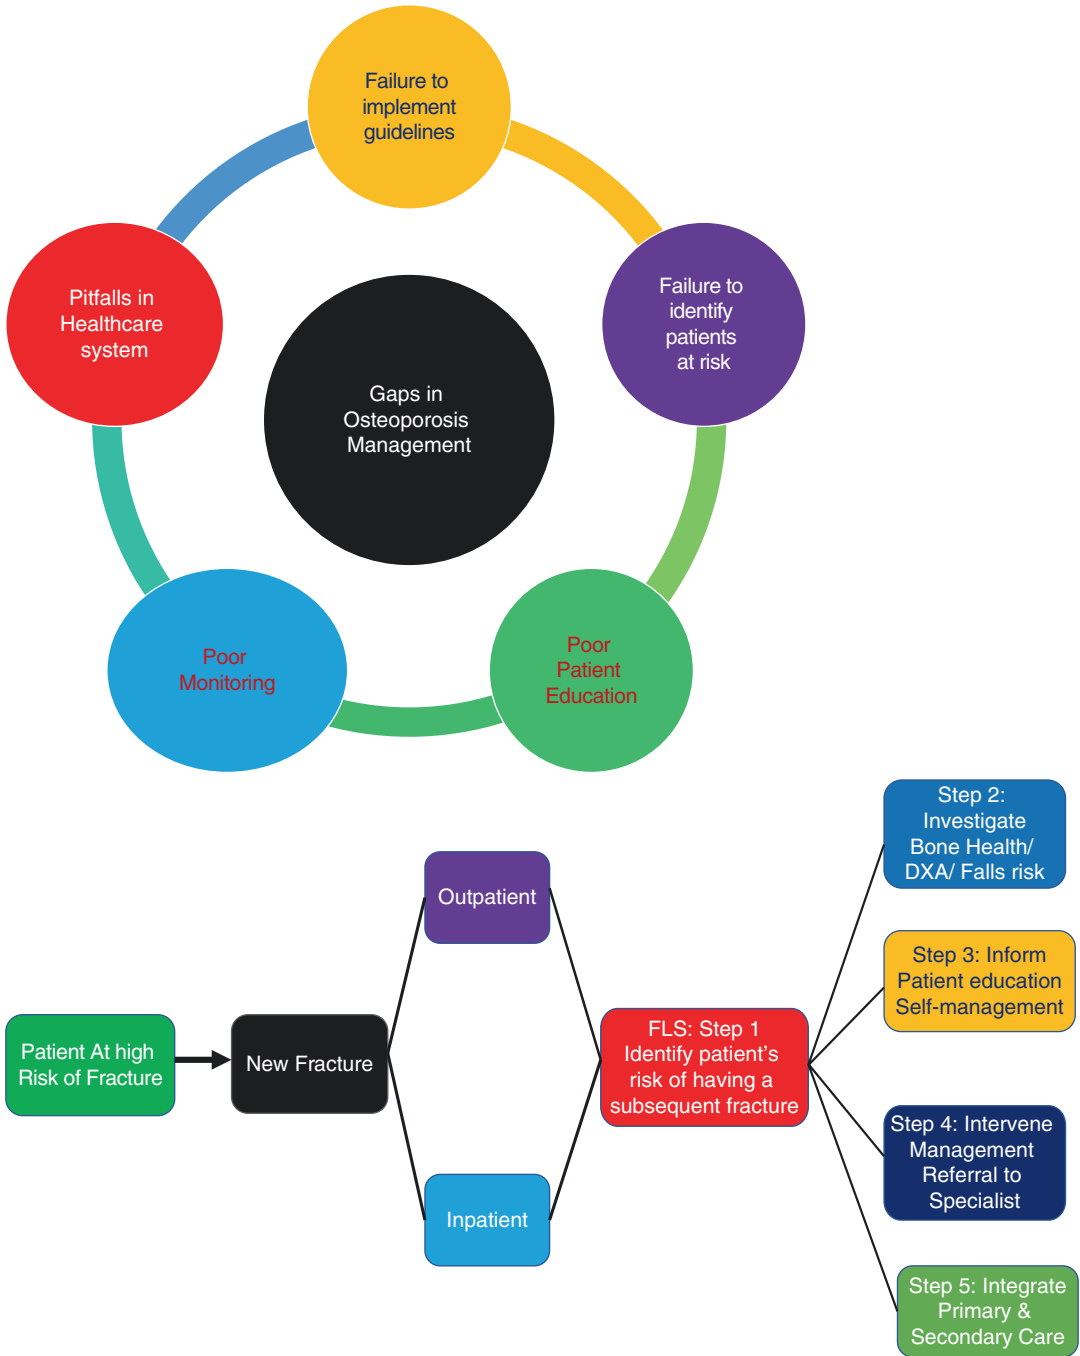 Failure to
implement
guidelines
Pitfalls in
Healthcare
system
Failure to
identify
patients
at risk
Gaps in
Osteoporosis
Management
Poor
Monitoring
Poor
Patient
Education
Patient At high
Risk of Fracture
New Fracture
Outpatient
Inpatient
FLS: Step 1
Identify patient’s
risk of having a
subsequent fracture
Step 2:
Investigate
Bone Health/
DXA/ Falls risk
Step 3: Inform
Patient education
Self-management
Step 4: Intervene
Management
Referral to
Specialist
Step 5: Integrate
Primary &
Secondary Care